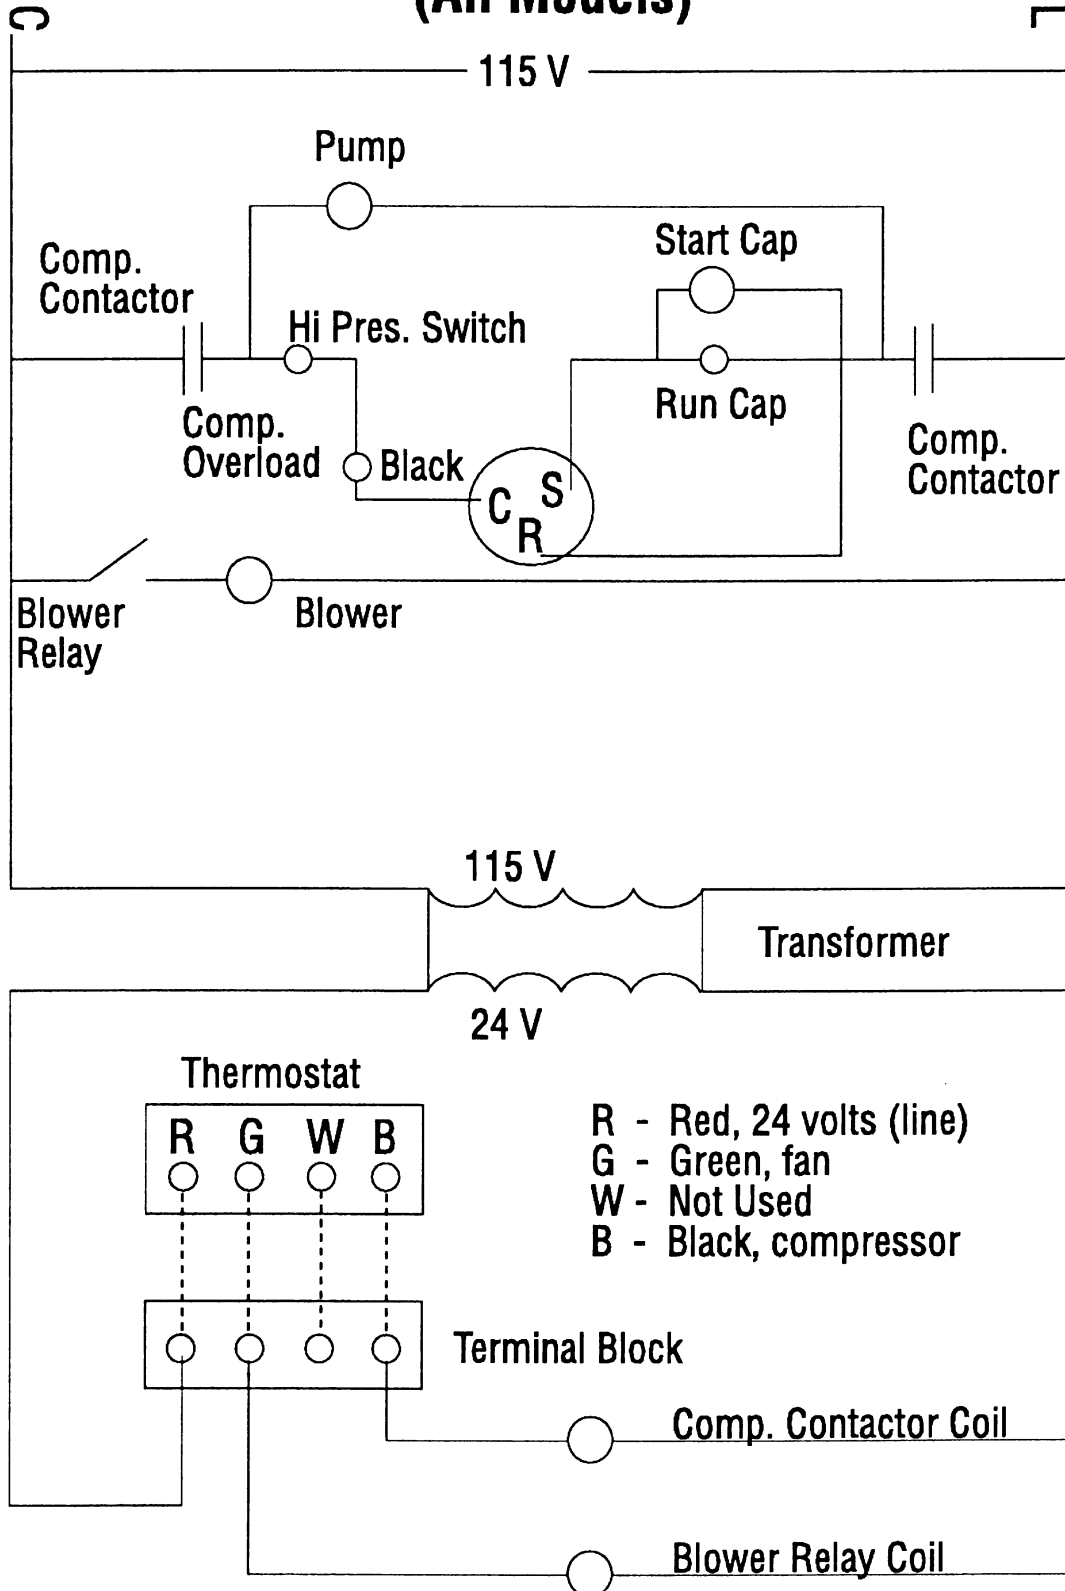 (All Models)
C
L
115 V
Pump
Start Cap
Comp.
Contactor
Hi Pres. Switch
Run Cap
Comp.
Overload
Black
Comp.
Contactor
C S
R
Blower
Relay
Blower
115 V
Transformer
24 V
Thermostat
R G W B
R - Red, 24 volts (line)
G - Green, fan
W - Not Used
B - Black, compressor
Terminal Block
Comp. Contactor Coil
Blower Relay Coil